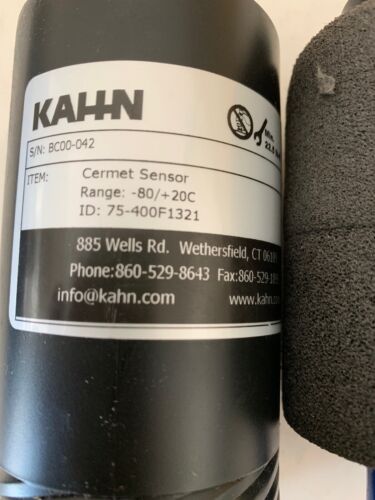 KAHN
S/N: BC00-042
MIN.
ITEM: Cermet Sensor
Range: -80/+20C
ID: 75-400F1321
885 Wells Rd. Wethersfield, CT
Phone:860-529-8643 Fax:860-529-
info@kahn.com www.kahn.